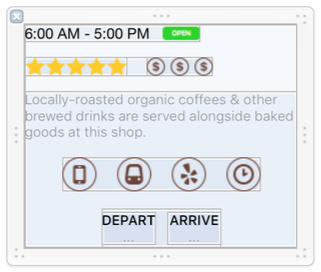 6:00 AM - 5:00 PM OPEN
$ $ $
Locally-roasted organic coffees & other
brewed drinks are served alongside baked
goods at this shop.
DEPART ARRIVE
... ...